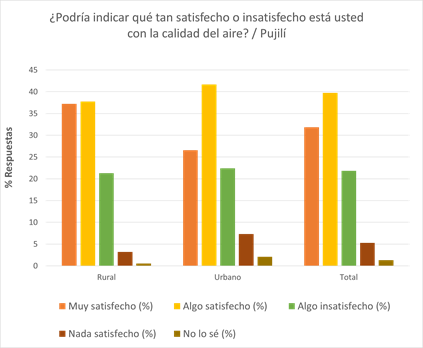 ¿Podría indicar qué tan satisfecho o insatisfecho está usted
con la calidad del aire? / Pujilí
45
40
35
30
25
20
15
10
5
0
% Respuestas
Rural Urbano Total
Muy satisfecho (%) Algo satisfecho (%) Algo insatisfecho (%)
Nada satisfecho (%) No lo sé (%)